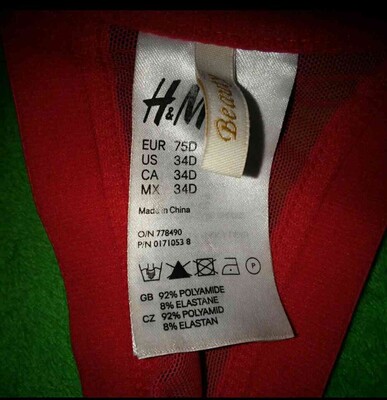 H&M
Beauty
EUR 75D
US 34D
CA 34D
MX 34D
Made in China
O/N 778490
P/N 0171053 8
P
GB 92% POLYAMIDE
8% ELASTANE
CZ 92% POLYAMID
8% ELASTAN